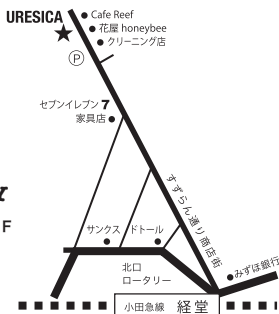 URESICA
Cafe Reef
花屋 honeybee
クリーニング店
P
セブンイレブン 7
家具店
すずらん通り商店街
F
サンクス
ドトール
みずほ銀行
北口
ロータリー
小田急線 経堂